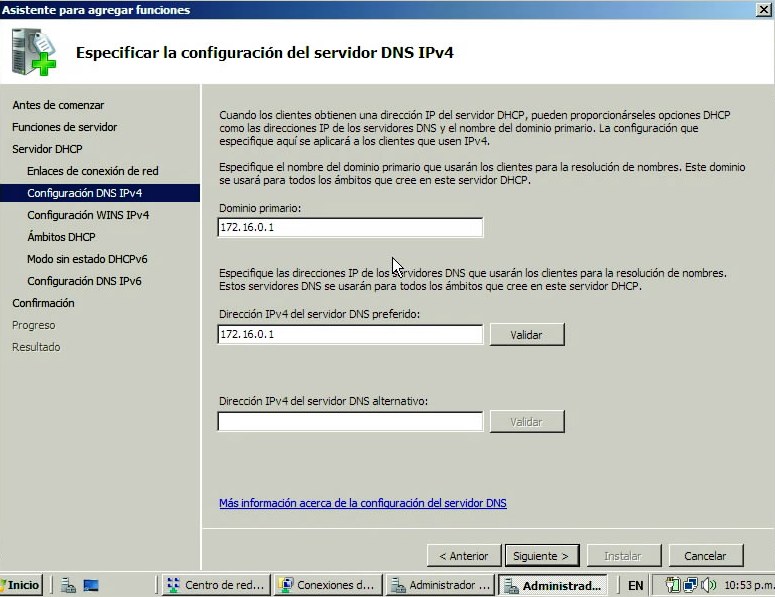 Asistente para agregar funciones
Especificar la configuración del servidor DNS IPv4
Antes de comenzar
Funciones de servidor
Servidor DHCP
Enlaces de conexión de red
Configuración DNS IPv4
Configuración WINS IPv4
Ámbitos DHCP
Modo sin estado DHCPv6
Configuración DNS IPv6
Confirmación
Progreso
Resultado
Cuando los clientes obtienen una dirección IP del servidor DHCP, pueden proporcionárseles opciones DHCP
como las direcciones IP de los servidores DNS y el nombre del dominio primario. La configuración que
especifique aquí se aplicará a los clientes que usen IPv4.
Especifique el nombre del dominio primario que usarán los clientes para la resolución de nombres. Este dominio
se usará para todos los ámbitos que cree en este servidor DHCP.
Dominio primario:
172.16.0.1
Especifique las direcciones IP de los servidores DNS que usarán los clientes para la resolución de nombres.
Estos servidores DNS se usarán para todos los ámbitos que cree en este servidor DHCP.
Dirección IPv4 del servidor DNS preferido:
172.16.0.1
Validar
Dirección IPv4 del servidor DNS alternativo:
Validar
Más información acerca de la configuración del servidor DNS
< Anterior
Siguiente >
Instalar
Cancelar
Inicio
Centro de red...
Conexiones d...
Administrador ...
Administrad...
EN
10:53 p.m.